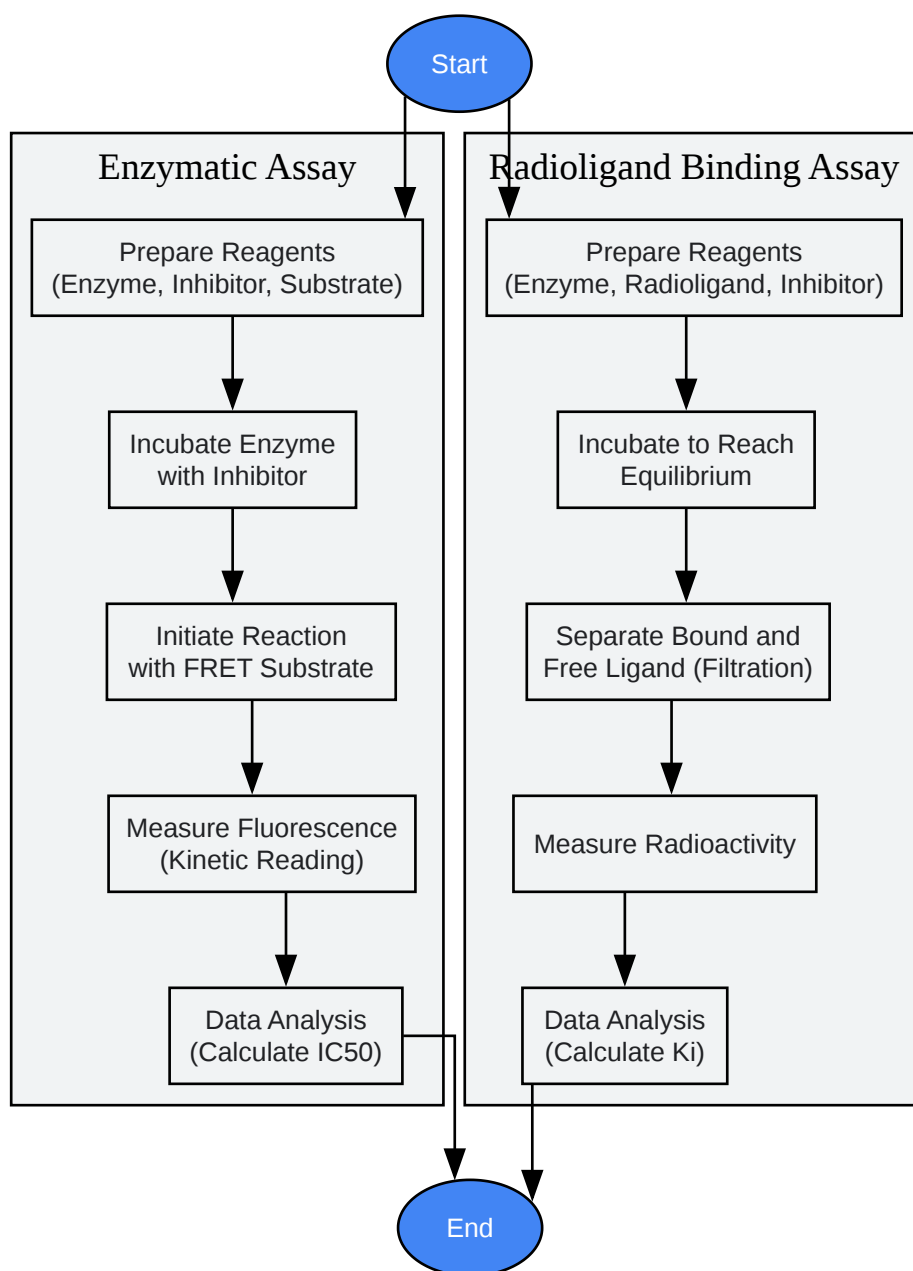 Start
Enzymatic Assay
Prepare Reagents
(Enzyme, Inhibitor, Substrate)
Incubate Enzyme
with Inhibitor
Initiate Reaction
with FRET Substrate
Measure Fluorescence
(Kinetic Reading)
Data Analysis
(Calculate IC50)
Radioligand Binding Assay
Prepare Reagents
(Enzyme, Radioligand, Inhibitor)
Incubate to Reach
Equilibrium
Separate Bound and
Free Ligand (Filtration)
Measure Radioactivity
Data Analysis
(Calculate Ki)
End